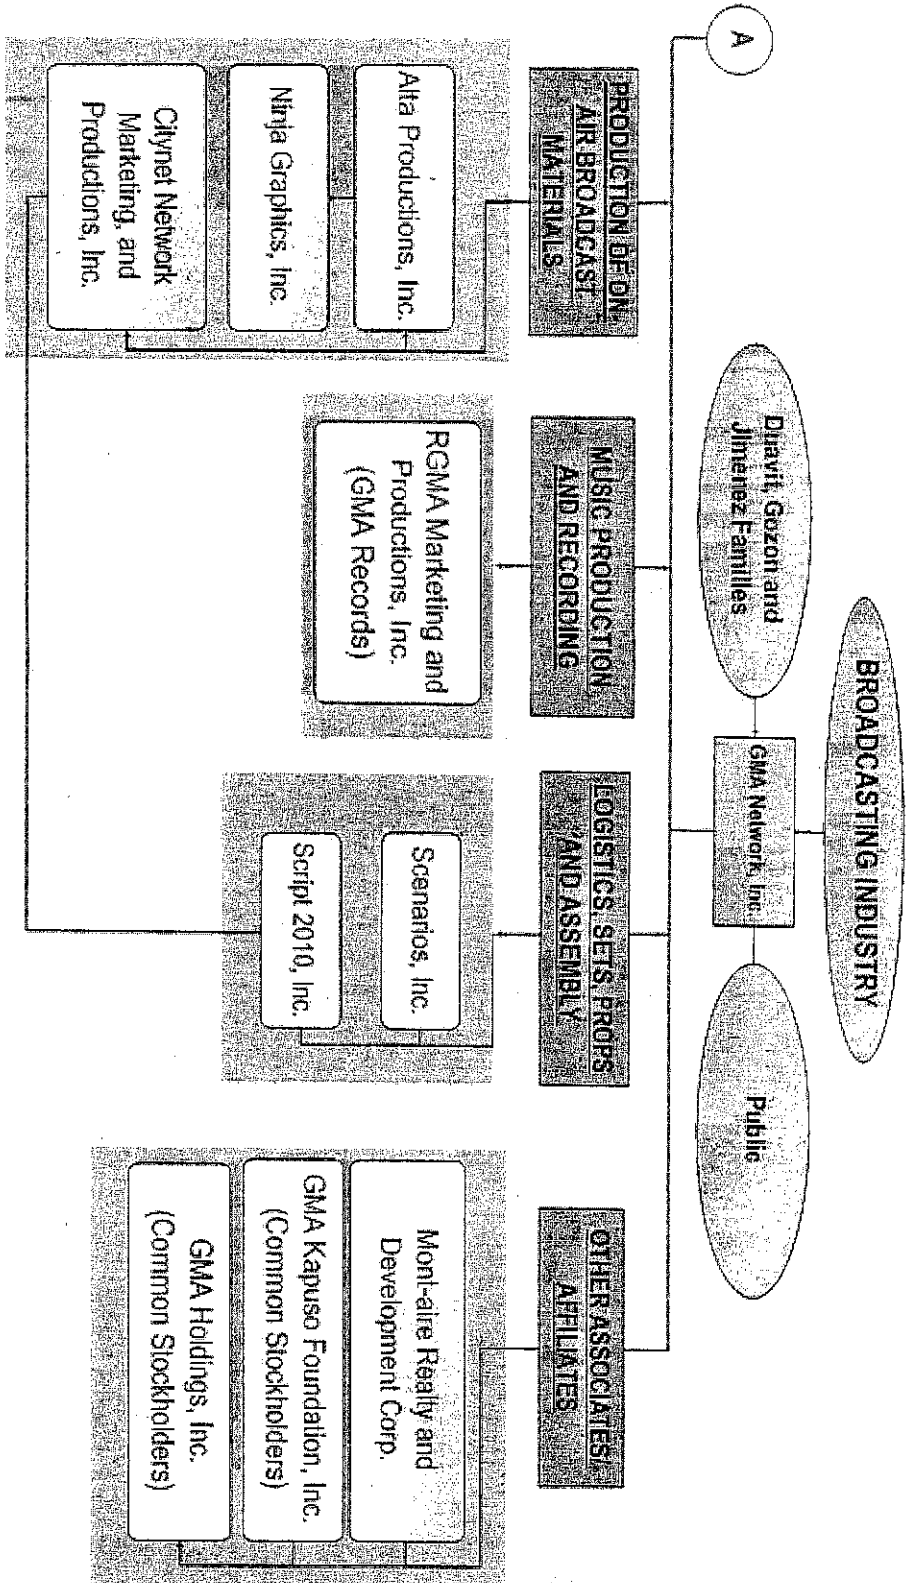 BROADCASTING INDUSTRY
Duavit, Gozon and
Jimenez Families
GMA Network, Inc.
Public
A
PRODUCTION OF ON-
AIR BROADCAST
MATERIALS
Alta Productions, Inc.
Ninja Graphics, Inc.
Citynet Network
Marketing, and
Productions, Inc.
MUSIC PRODUCTION
AND RECORDING
RGMA Marketing and
Productions, Inc.
(GMA Records)
LOGISTICS, SETS, PROPS
AND ASSEMBLY
Scenarios, Inc.
Script 2010, Inc.
OTHER ASSOCIATES/
AFFILIATES
Mont-aire Realty and
Development Corp.
GMA Kapuso Foundation, Inc.
(Common Stockholders)
GMA Holdings, Inc.
(Common Stockholders)